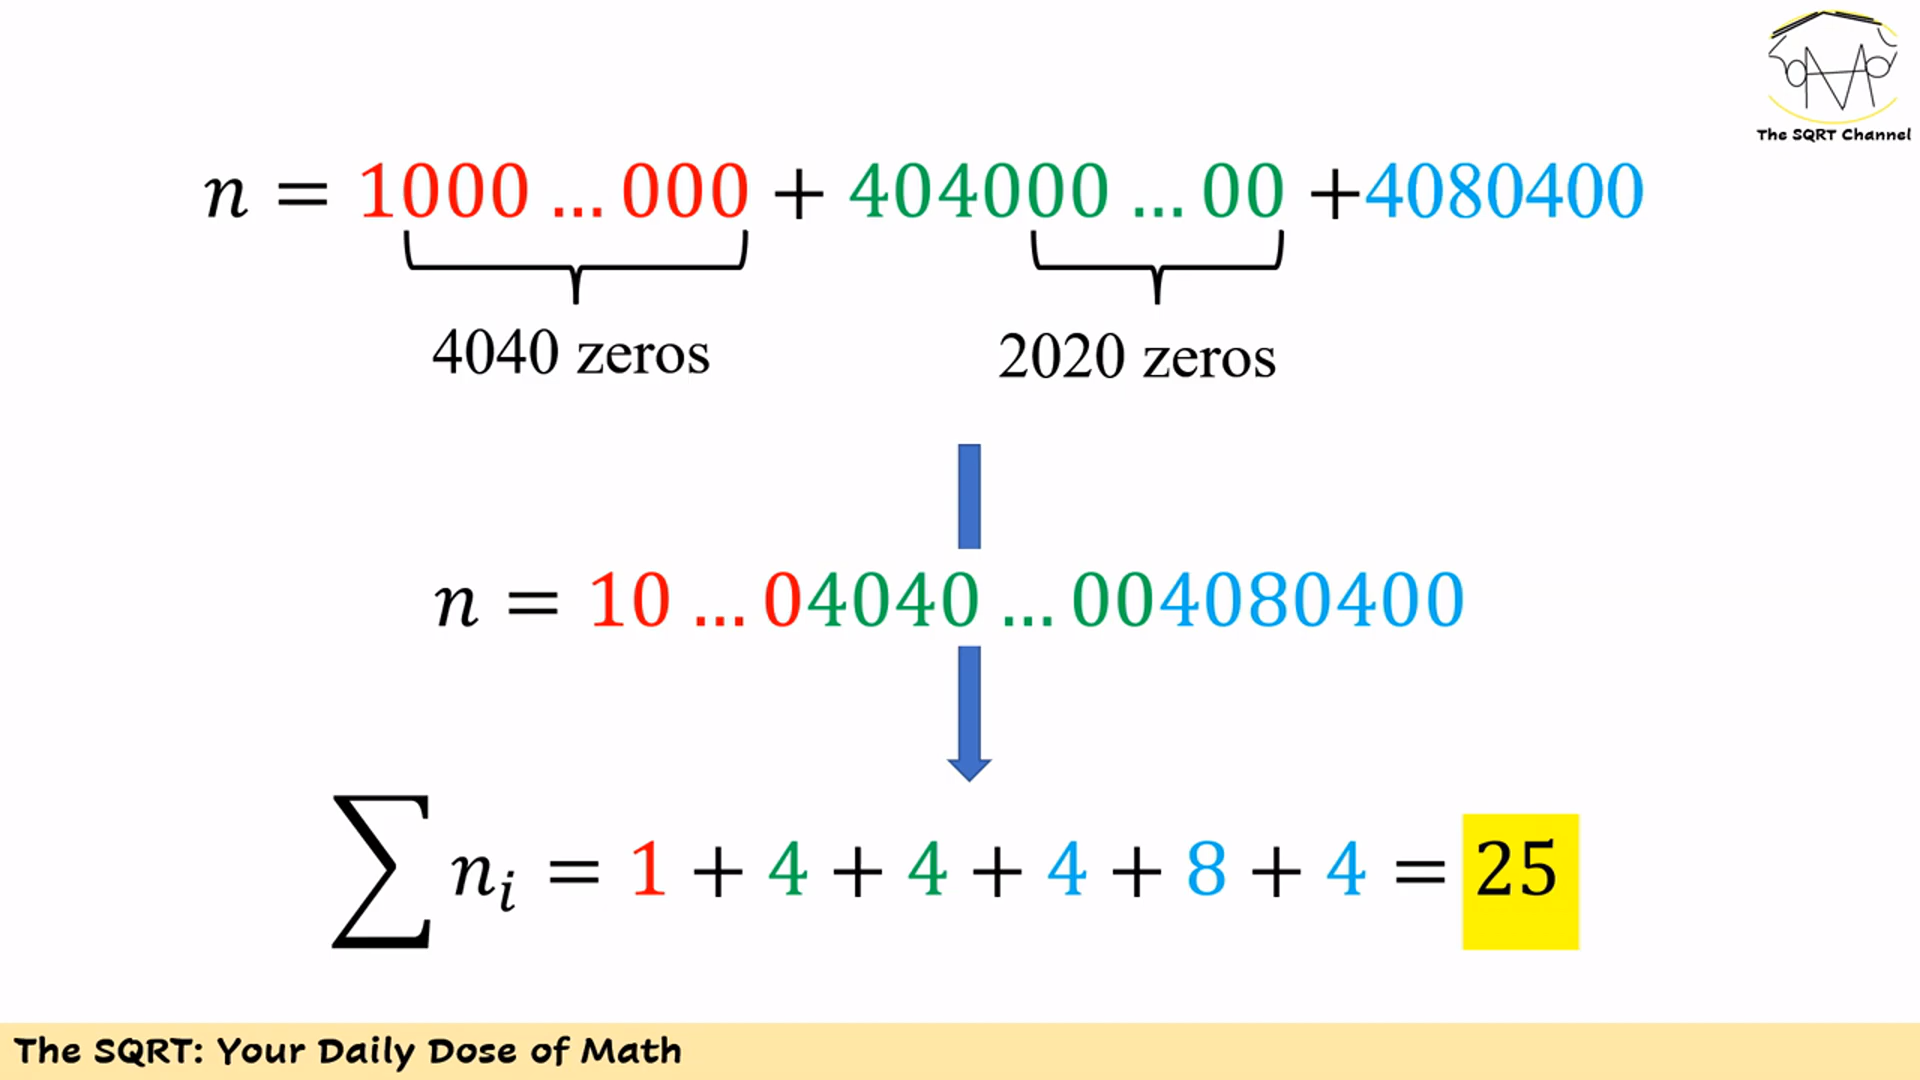 The SQRT Channel
n = 1000 ... 000 + 404000 ... 00 +4080400
4040 zeros 2020 zeros
n = 10 ... 04040 ... 004080400
∑ nᵢ = 1 + 4 + 4 + 4 + 8 + 4 = 25
The SQRT: Your Daily Dose of Math